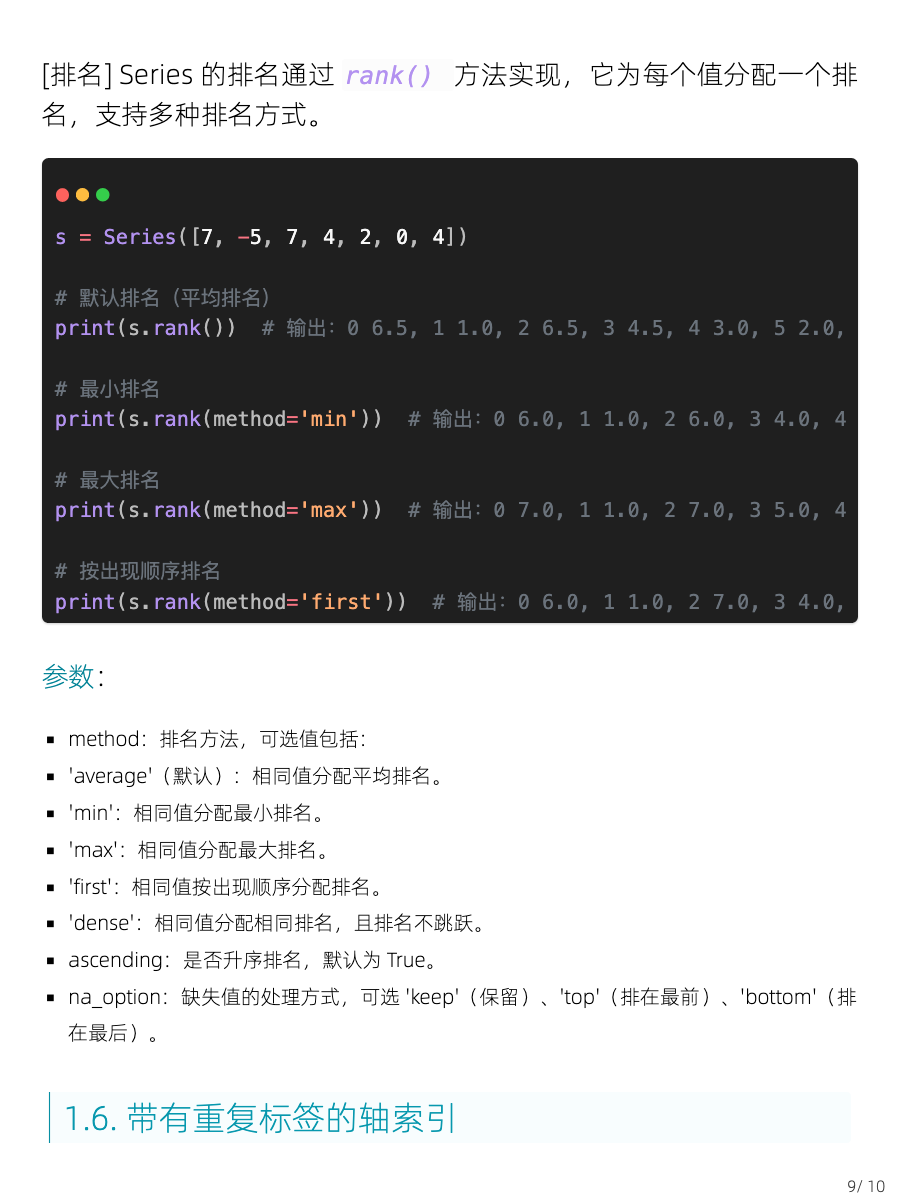 [排名] Series 的排名通过 rank() 方法实现，它为每个值分配一个排
名，支持多种排名方式。
s = Series([7, -5, 7, 4, 2, 0, 4])
# 默认排名（平均排名）
print(s.rank())  # 输出：0 6.5, 1 1.0, 2 6.5, 3 4.5, 4 3.0, 5 2.0,
# 最小排名
print(s.rank(method='min'))  # 输出：0 6.0, 1 1.0, 2 6.0, 3 4.0, 4
# 最大排名
print(s.rank(method='max'))  # 输出：0 7.0, 1 1.0, 2 7.0, 3 5.0, 4
# 按出现顺序排名
print(s.rank(method='first'))  # 输出：0 6.0, 1 1.0, 2 7.0, 3 4.0,
参数：
▪ method：排名方法，可选值包括：
▪ 'average'（默认）：相同值分配平均排名。
▪ 'min'：相同值分配最小排名。
▪ 'max'：相同值分配最大排名。
▪ 'first'：相同值按出现顺序分配排名。
▪ 'dense'：相同值分配相同排名，且排名不跳跃。
▪ ascending：是否升序排名，默认为 True。
▪ na_option：缺失值的处理方式，可选 'keep'（保留）、'top'（排在最前）、'bottom'（排
在最后）。
1.6. 带有重复标签的轴索引
9/ 10